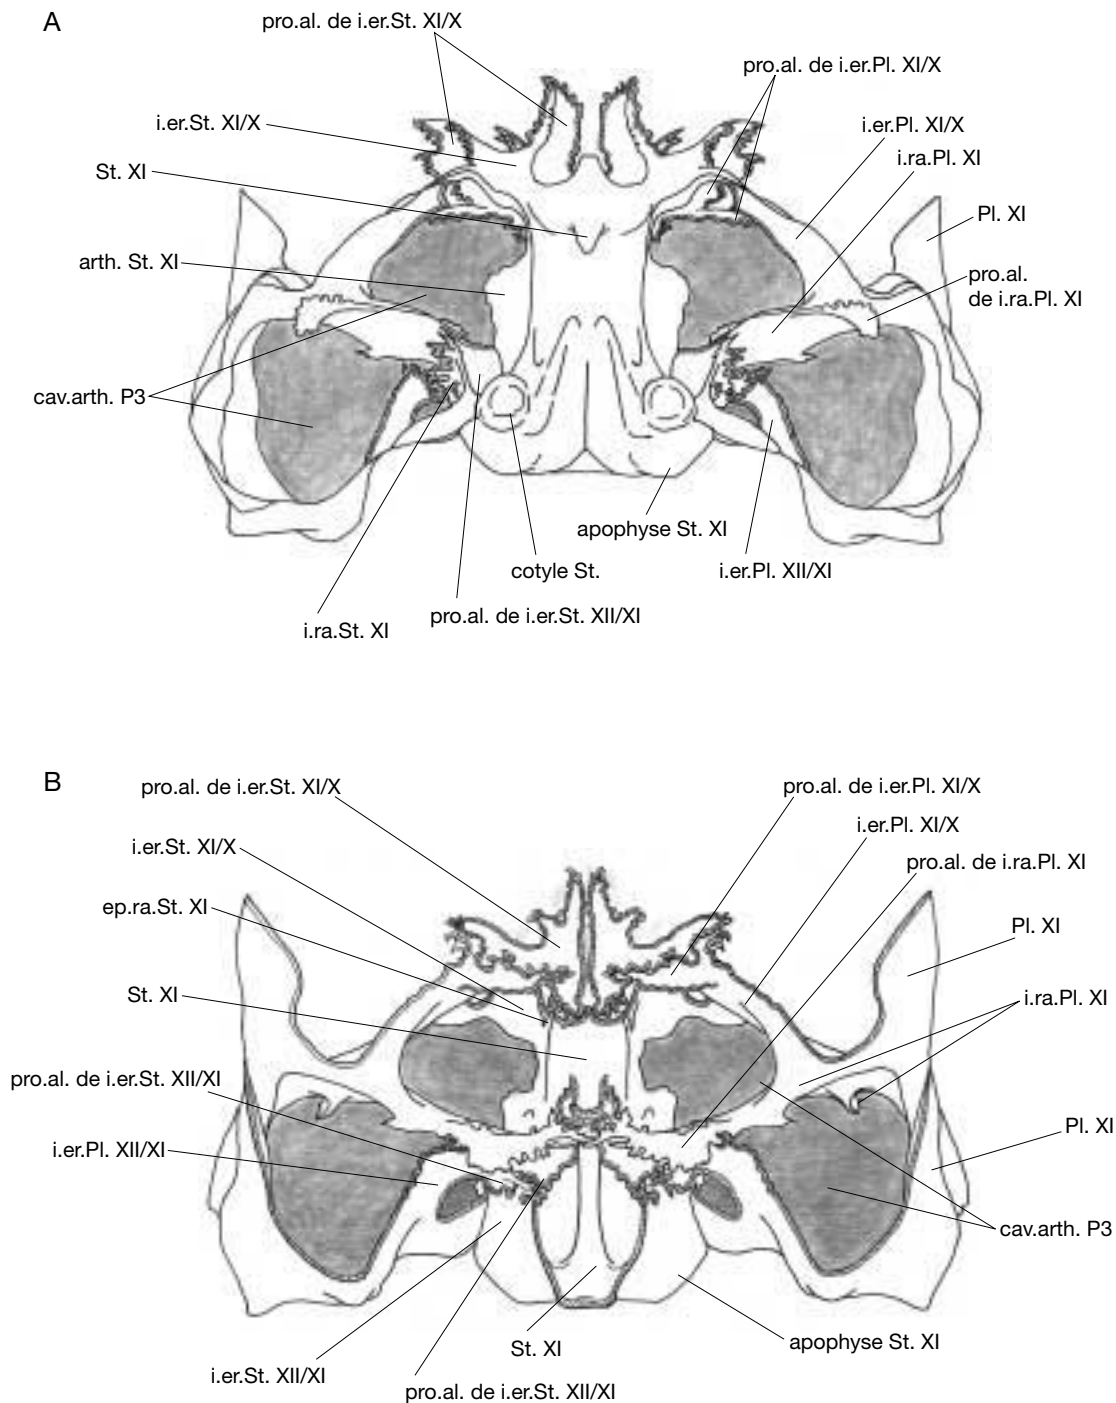 A
pro.al. de i.er.St. XI/X
pro.al. de i.er.Pl. XI/X
i.er.St. XI/X
i.er.Pl. XI/X
i.ra.Pl. XI
St. XI
Pl. XI
arth. St. XI
pro.al.
de i.ra.Pl. XI
cav.arth. P3
apophyse St. XI
cotyle St.
i.er.Pl. XII/XI
pro.al. de i.er.St. XII/XI
i.ra.St. XI
B
pro.al. de i.er.St. XI/X
pro.al. de i.er.Pl. XI/X
i.er.Pl. XI/X
i.er.St. XI/X
pro.al. de i.ra.Pl. XI
ep.ra.St. XI
Pl. XI
St. XI
i.ra.Pl. XI
pro.al. de i.er.St. XII/XI
Pl. XI
i.er.Pl. XII/XI
cav.arth. P3
St. XI
apophyse St. XI
i.er.St. XII/XI
pro.al. de i.er.St. XII/XI